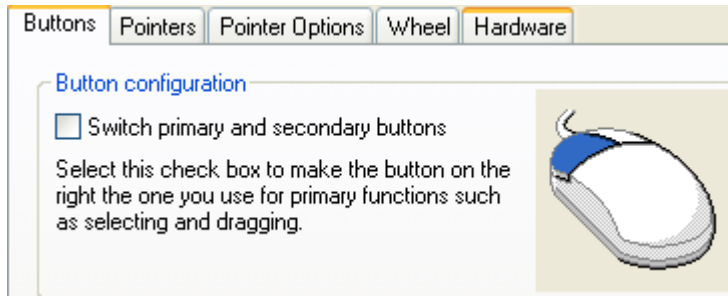 Buttons Pointers Pointer Options Wheel Hardware
Button configuration
Switch primary and secondary buttons
Select this check box to make the button on the
right the one you use for primary functions such
as selecting and dragging.